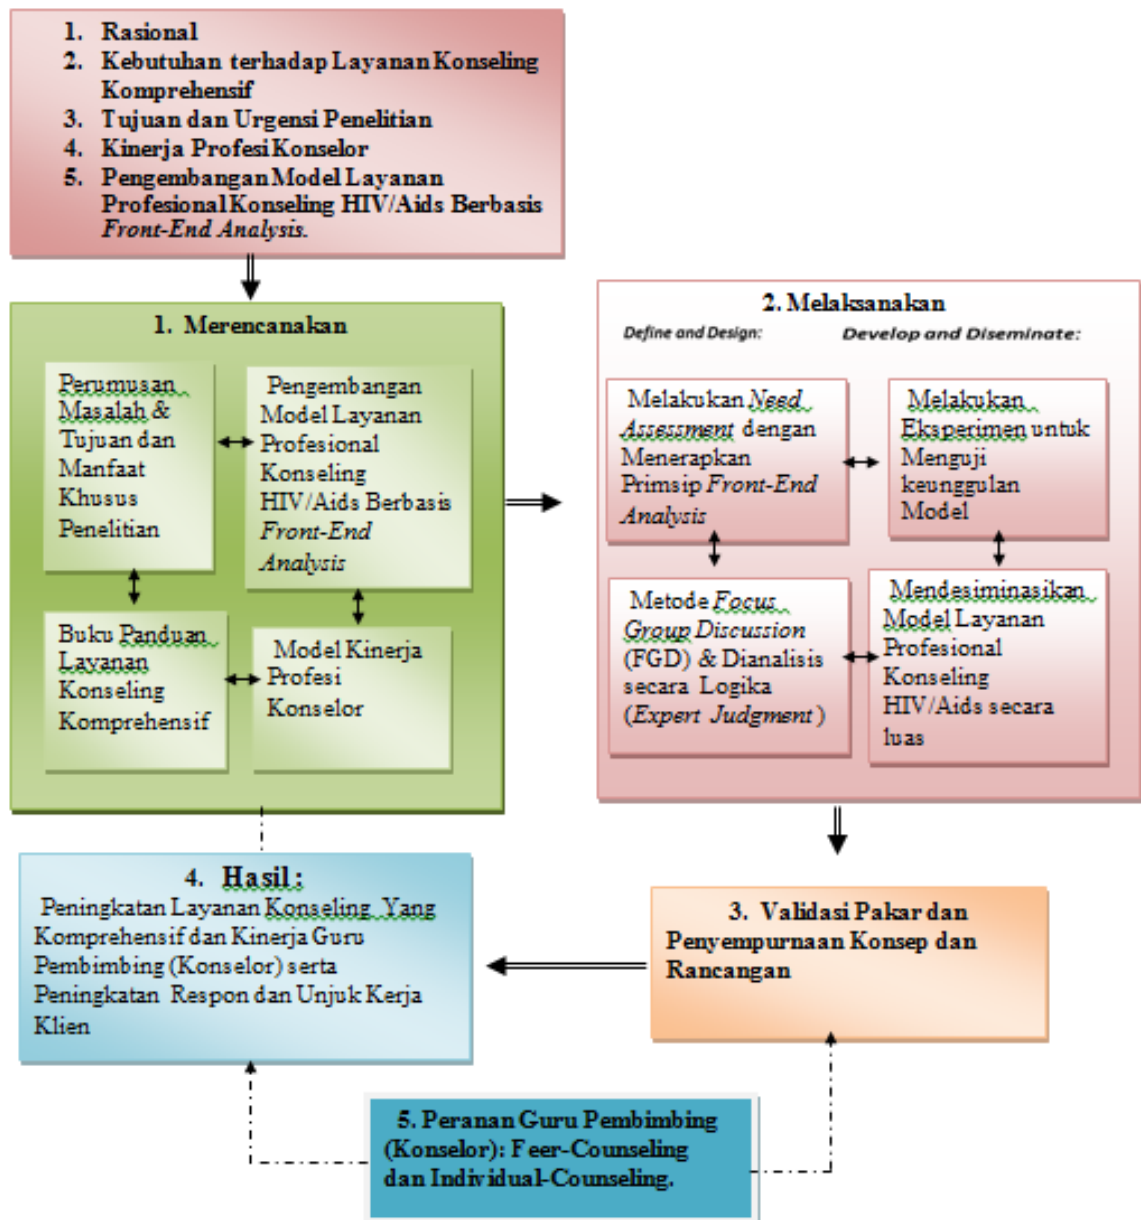 1. Rasional
2. Kebutuhan terhadap Layanan Konseling
Komprehensif
3. Tujuan dan Urgensi Penelitian
4. Kinerja Profesi Konselor
5. Pengembangan Model Layanan
Profesional Konseling HIV/Aids Berbasis
Front-End Analysis.
1. Merencanakan
Perumusan
Masalah &
Tujuan dan
Manfaat
Khusus
Penelitian
Pengembangan
Model Layanan
Profesional
Konseling
HIV/Aids Berbasis
Front-End
Analysis
Buku Panduan
Layanan
Konseling
Komprehensif
Model Kinerja
Profesi
Konselor
2. Melaksanakan
Define and Design:
Develop and Diseminate:
Melakukan Need
Assessment dengan
Menerapkan
Primsip Front-End
Analysis
Melakukan
Eksperimen untuk
Menguji
keunggulan
Model
Metode Focus
Group Discussion
(FGD) & Dianalisis
secara Logika
(Expert Judgment )
Mendesiminasikan
Model Layanan
Profesional
Konseling
HIV/Aids secara
luas
3. Validasi Pakar dan
Penyempurnaan Konsep dan
Rancangan
4. Hasil :
Peningkatan Layanan Konseling Yang
Komprehensif dan Kinerja Guru
Pembimbing (Konselor) serta
Peningkatan Respon dan Unjuk Kerja
Klien
5. Peranan Guru Pembimbing
(Konselor): Feer-Counseling
dan Individual-Counseling.